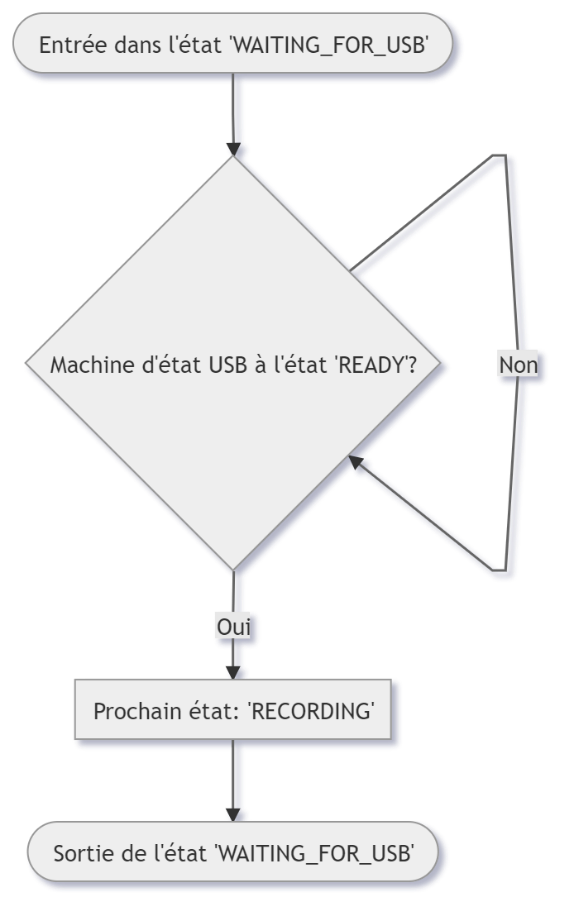 Entrée dans l'état 'WAITING_FOR_USB'
Machine d'état USB à l'état 'READY'?
Non
Oui
Prochain état: 'RECORDING'
Sortie de l'état 'WAITING_FOR_USB'